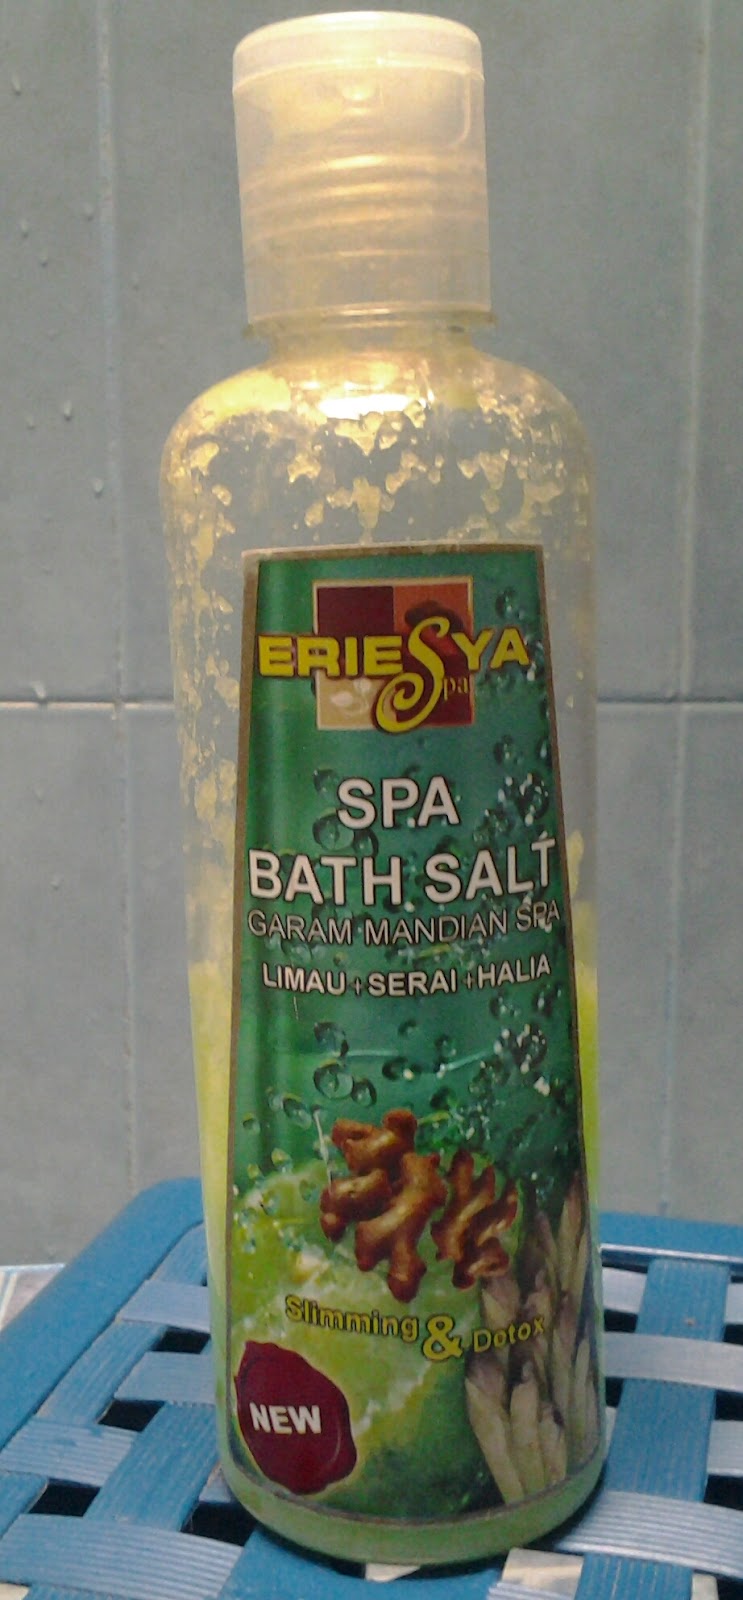 ERIESYA
Spa
SPA
BATH SALT
GARAM MANDIAN SPA
LIMAU+SERAI+HALIA
Slimming & Detox
NEW